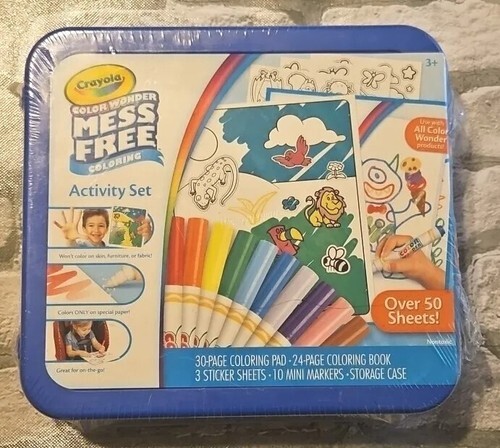 Crayola
COLOR WONDER
MESS
FREE
COLORING
Activity Set
Won't color on skin, furniture, or fabric!
Colors ONLY on special paper!
Great for on-the-go!
3+
Use with
All Color
Wonder
products!
COLOR
Over 50
Sheets!
Nontoxic
30-PAGE COLORING PAD • 24-PAGE COLORING BOOK
3 STICKER SHEETS • 10 MINI MARKERS • STORAGE CASE